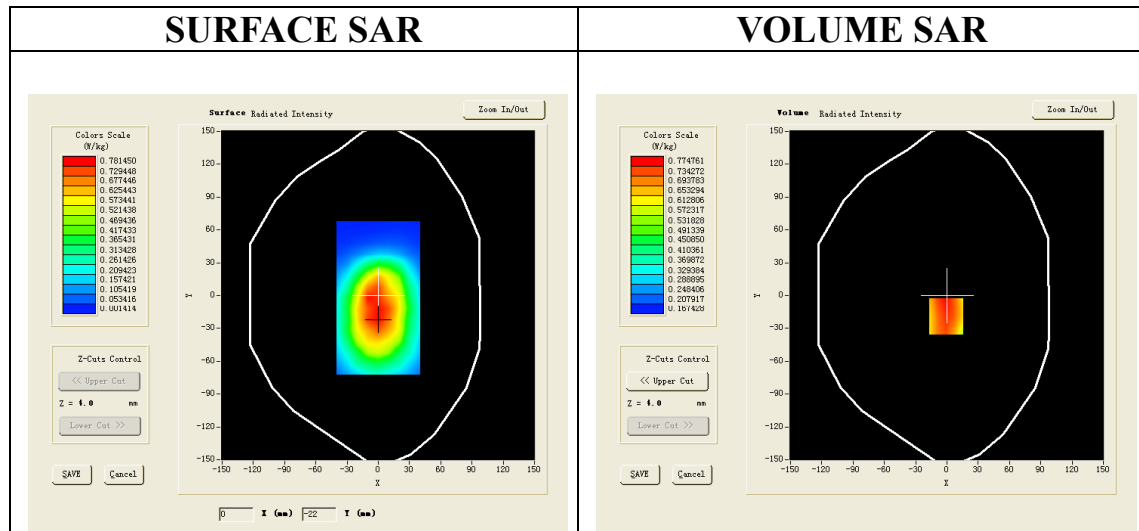 SURFACE SAR
VOLUME SAR
Surface Radiated Intensity
Zoom In/Out
Colors Scale
(W/kg)
0.781450
0.729448
0.677446
0.625443
0.573441
0.521438
0.469436
0.417433
0.365431
0.313428
0.261426
0.209423
0.157421
0.105419
0.053416
0.001414
150
120
90
60
30
0
-30
-60
-90
-120
-150
Y
-150 -120 -90 -60 -30 0 30 60 90 120 150
X
Z-Cuts Control
<< Upper Cut
Z = 4.0 mm
Lower Cut >>
SAVE Cancel
0 X (mm) -22 Y (mm)
Volume Radiated Intensity
Zoom In/Out
Colors Scale
(W/kg)
0.774761
0.734272
0.693783
0.653294
0.612806
0.572317
0.531828
0.491339
0.450850
0.410361
0.369872
0.329384
0.288895
0.248406
0.207917
0.167428
150
120
90
60
30
0
-30
-60
-90
-120
-150
Y
-150 -120 -90 -60 -30 0 30 60 90 120 150
X
Z-Cuts Control
<< Upper Cut
Z = 4.0 mm
Lower Cut >>
SAVE Cancel